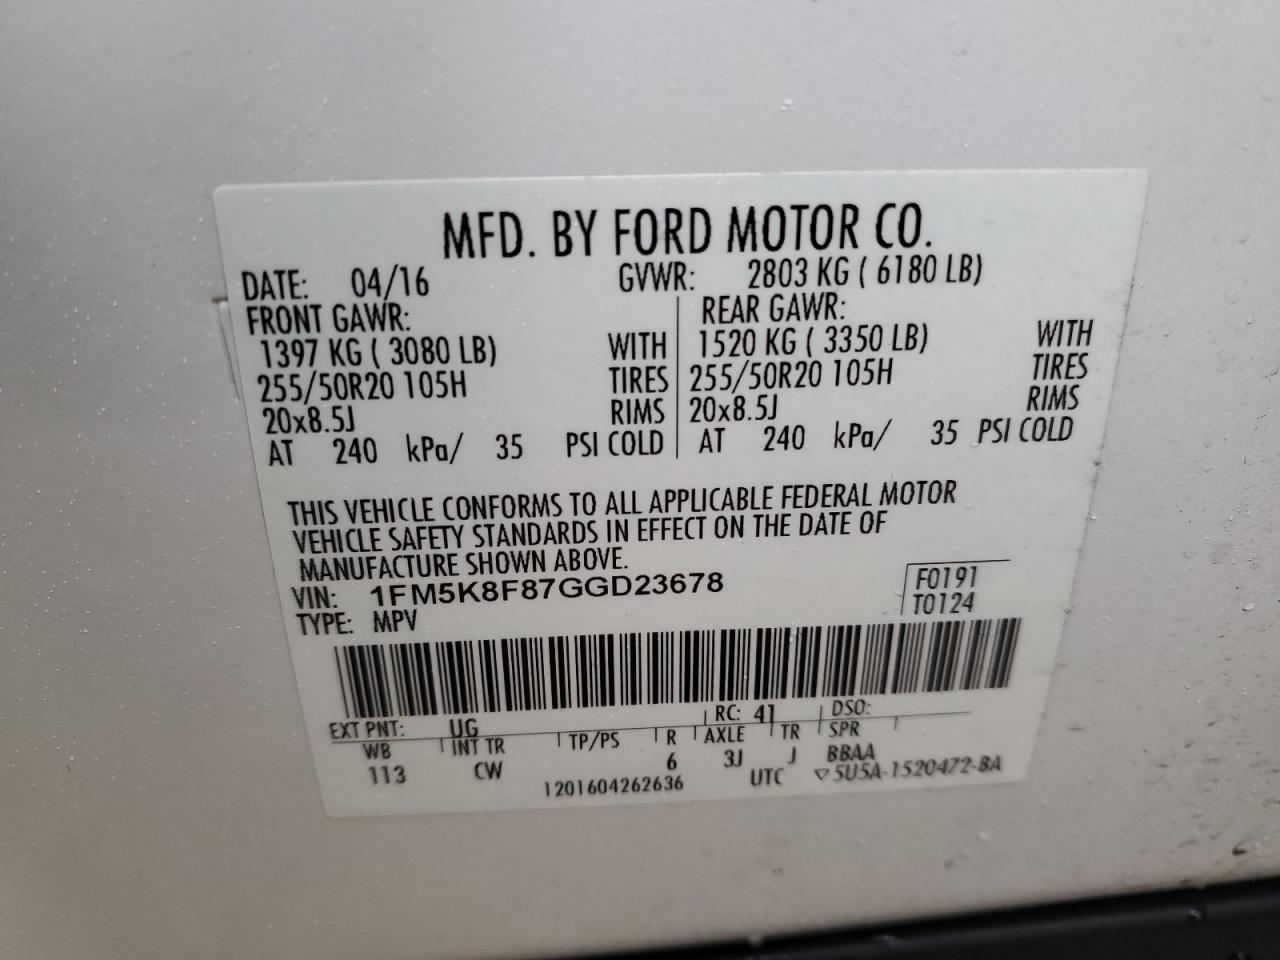 MFD. BY FORD MOTOR CO.
DATE: 04/16 GVWR: 2803 KG ( 6180 LB)
FRONT GAWR: REAR GAWR:
1397 KG ( 3080 LB) WITH 1520 KG ( 3350 LB) WITH
255/50R20 105H TIRES 255/50R20 105H TIRES
20x8.5J RIMS 20x8.5J RIMS
AT 240 kPa/ 35 PSI COLD AT 240 kPa/ 35 PSI COLD
THIS VEHICLE CONFORMS TO ALL APPLICABLE FEDERAL MOTOR
VEHICLE SAFETY STANDARDS IN EFFECT ON THE DATE OF
MANUFACTURE SHOWN ABOVE.
VIN: 1FM5K8F87GGD23678 F0191
TYPE: MPV T0124
EXT PNT: UG RC: 41 DSO:
WB INT TR TP/PS R AXLE TR SPR
113 CW 6 3J J BBAA
1201604262636 UTC ▽5U5A-1520472-BA